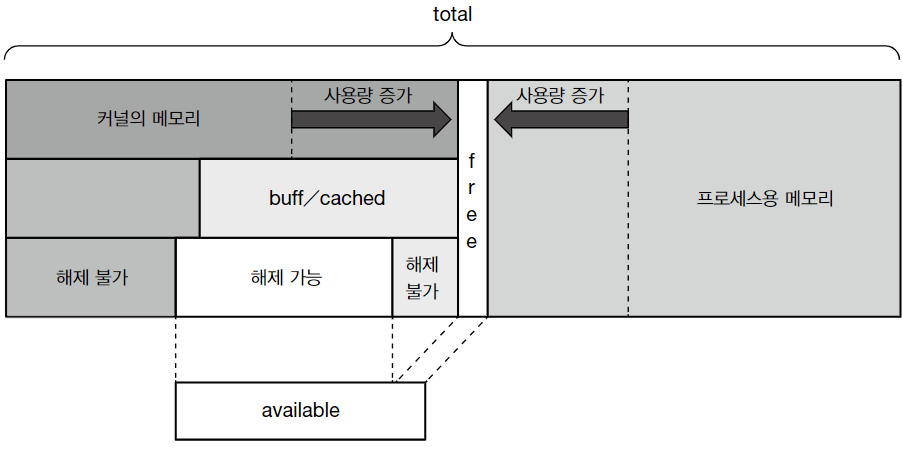 total
커널의 메모리
사용량 증가
사용량 증가
free
buff／cached
프로세스용 메모리
해제 불가
해제 가능
해제
불가
available